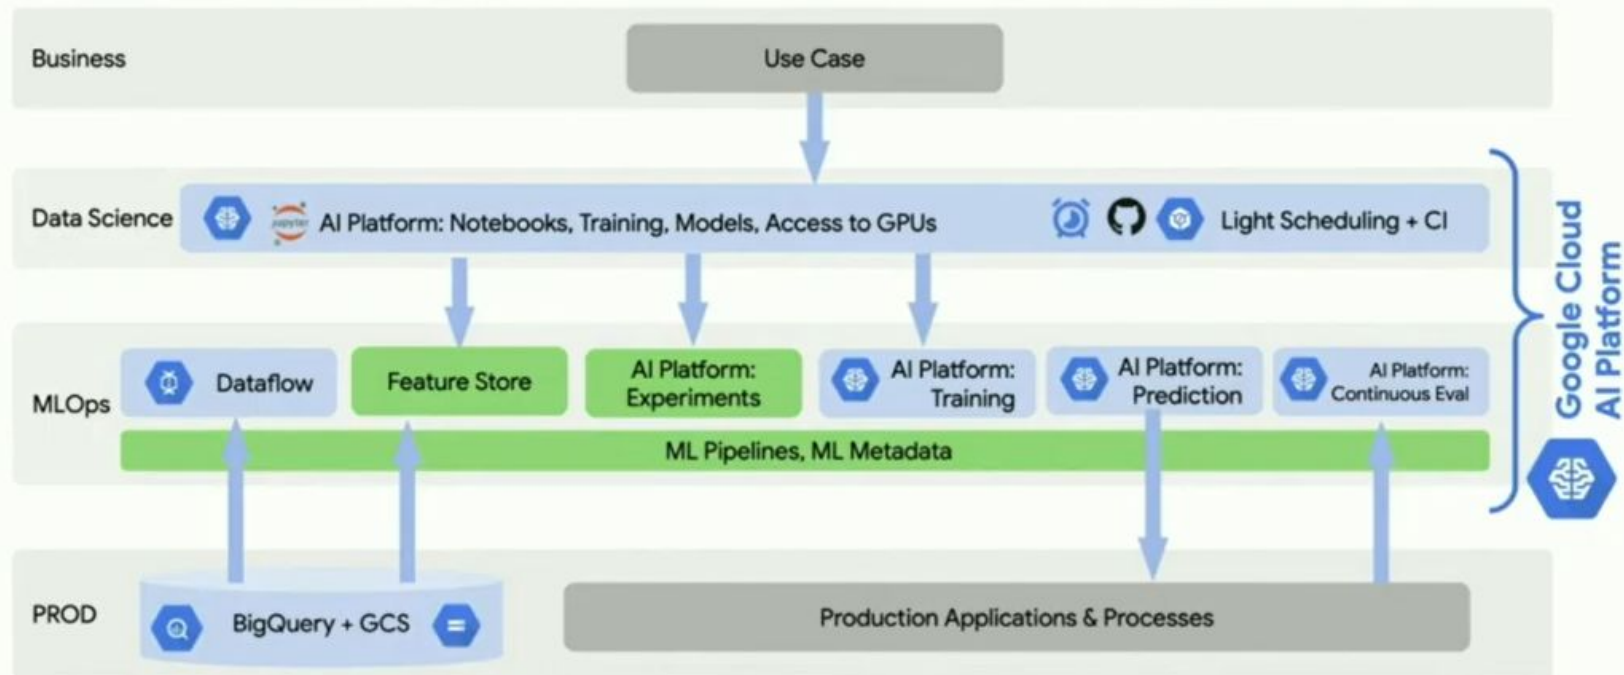 Business
Use Case
Data Science
jupyter
AI Platform: Notebooks, Training, Models, Access to GPUs
Light Scheduling + CI
MLOps
Dataflow
Feature Store
AI Platform:
Experiments
AI Platform:
Training
AI Platform:
Prediction
AI Platform:
Continuous Eval
ML Pipelines, ML Metadata
Google Cloud
AI Platform
PROD
BigQuery + GCS
Production Applications & Processes